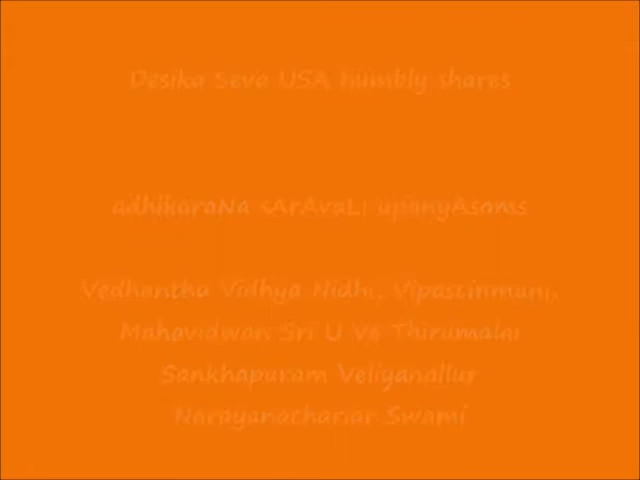 Desika Seva USA humbly shares
adhikaraNa sArAvaLi upanyAsams
Vedhantha Vidhya Nidhi, Vipascinmuni,
Mahavidwan Sri U Ve Thirumalai
Sankhapuram Veliyanallur
Narayanachariar Swami